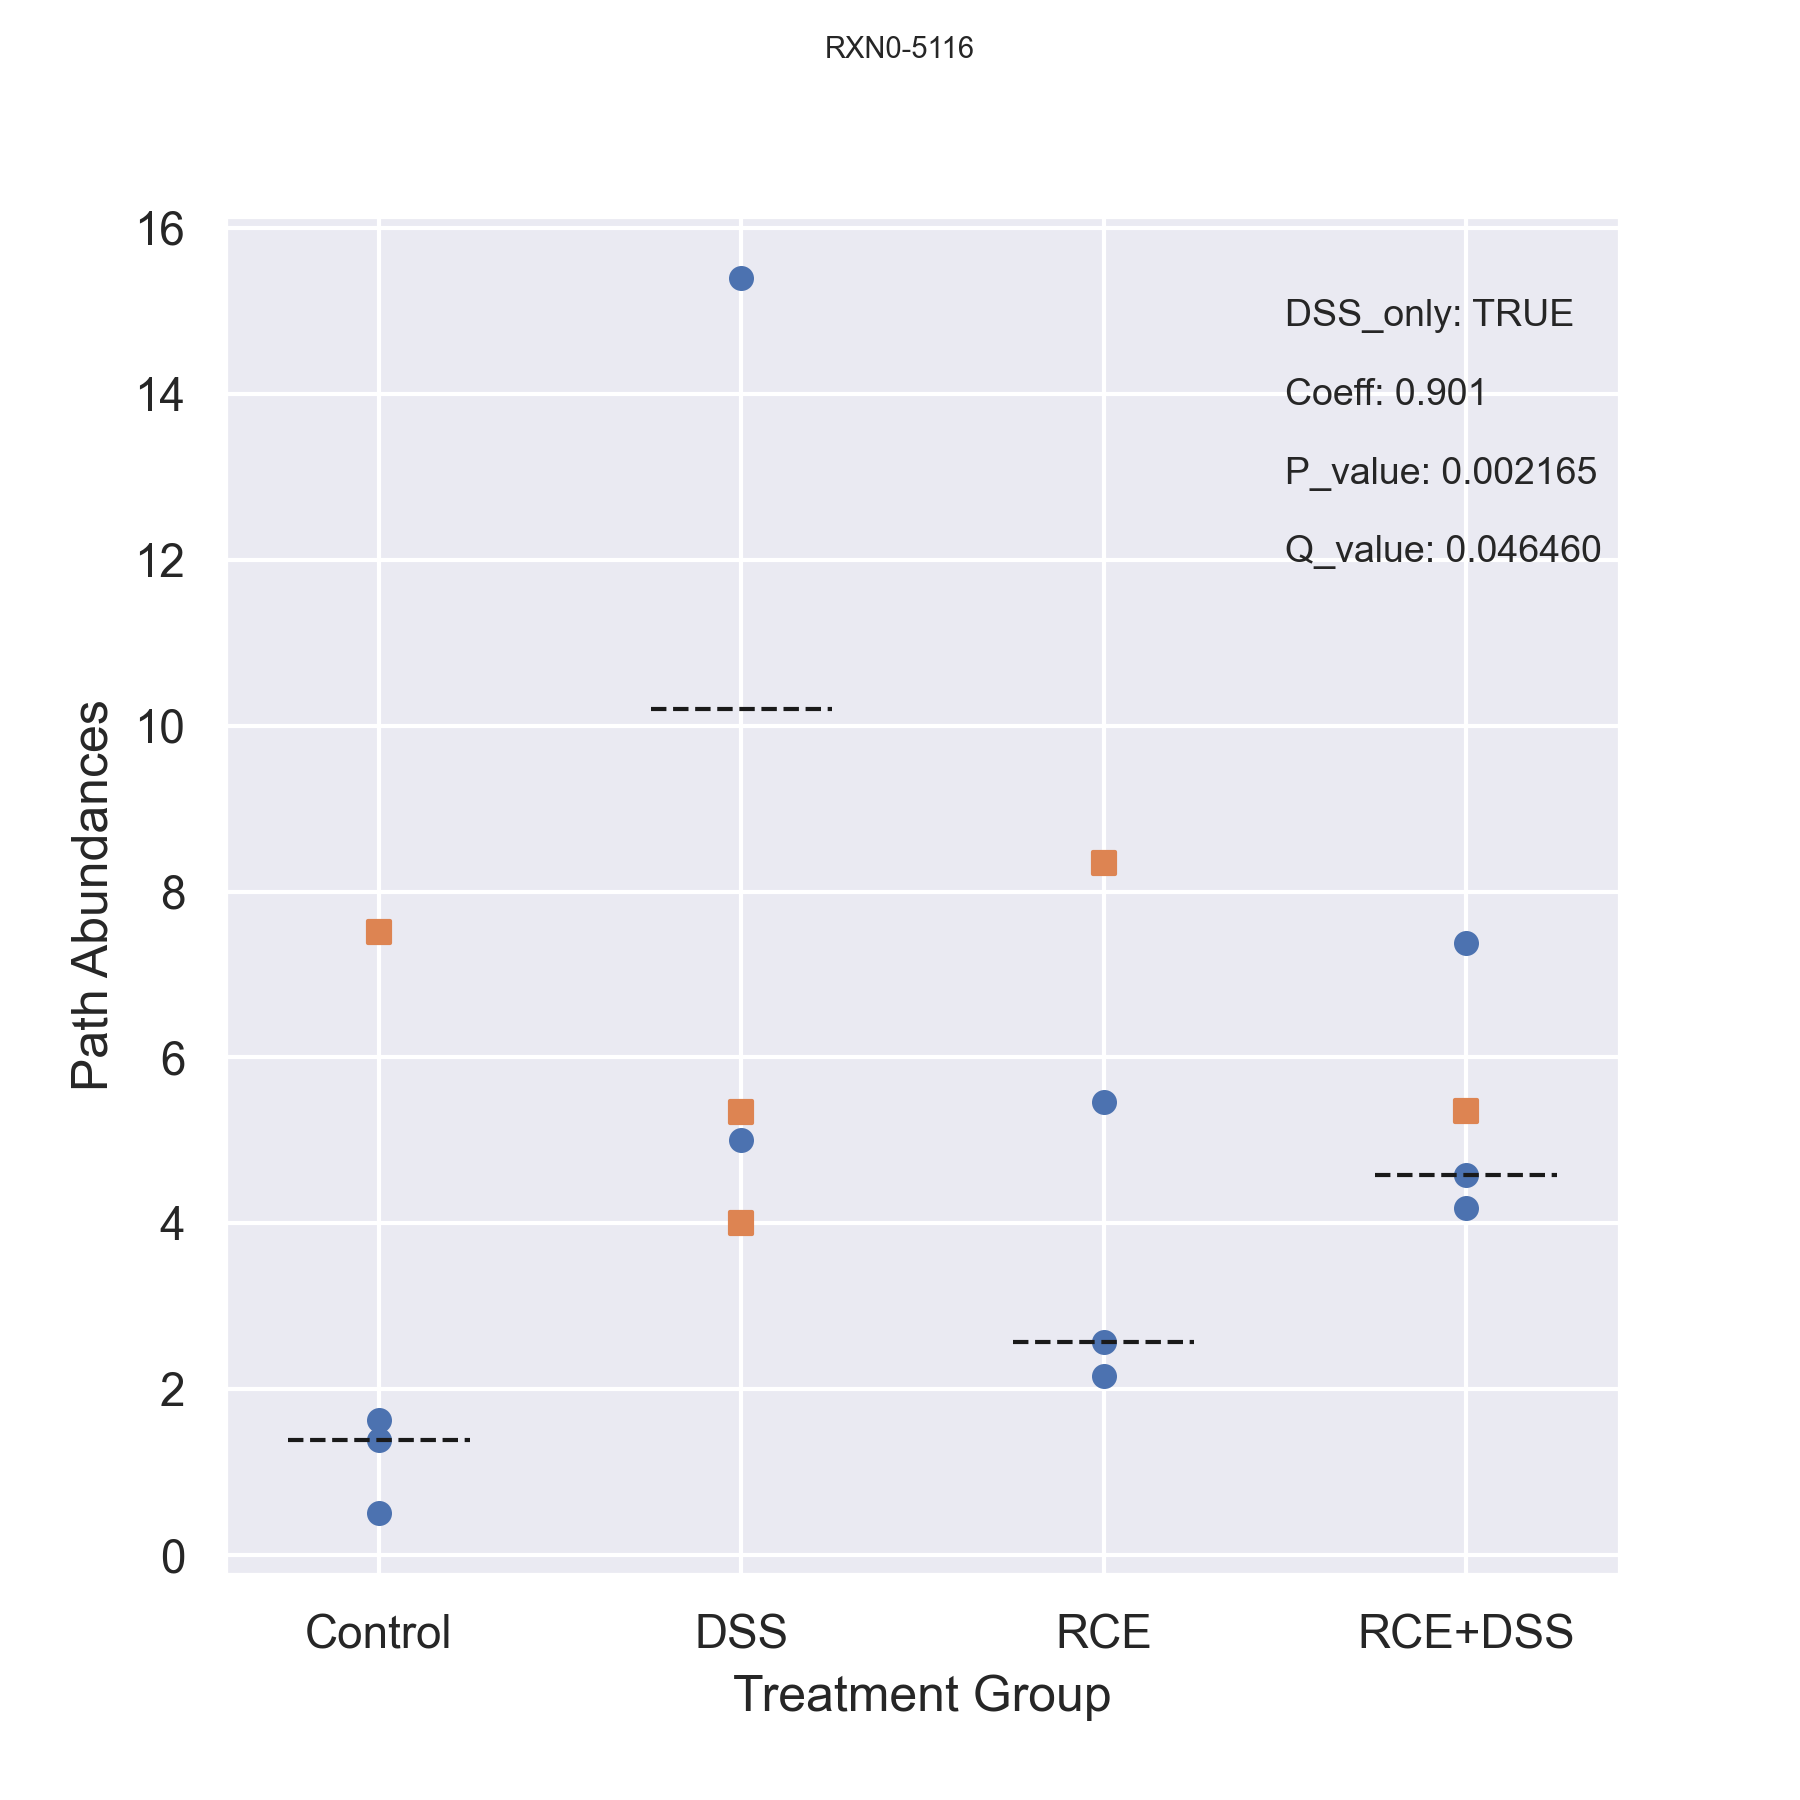 RXN0-5116
16
14
12
10
8
6
4
2
0
Path Abundances
DSS_only: TRUE
Coeff: 0.901
P_value: 0.002165
Q_value: 0.046460
Control
DSS
RCE
RCE+DSS
Treatment Group